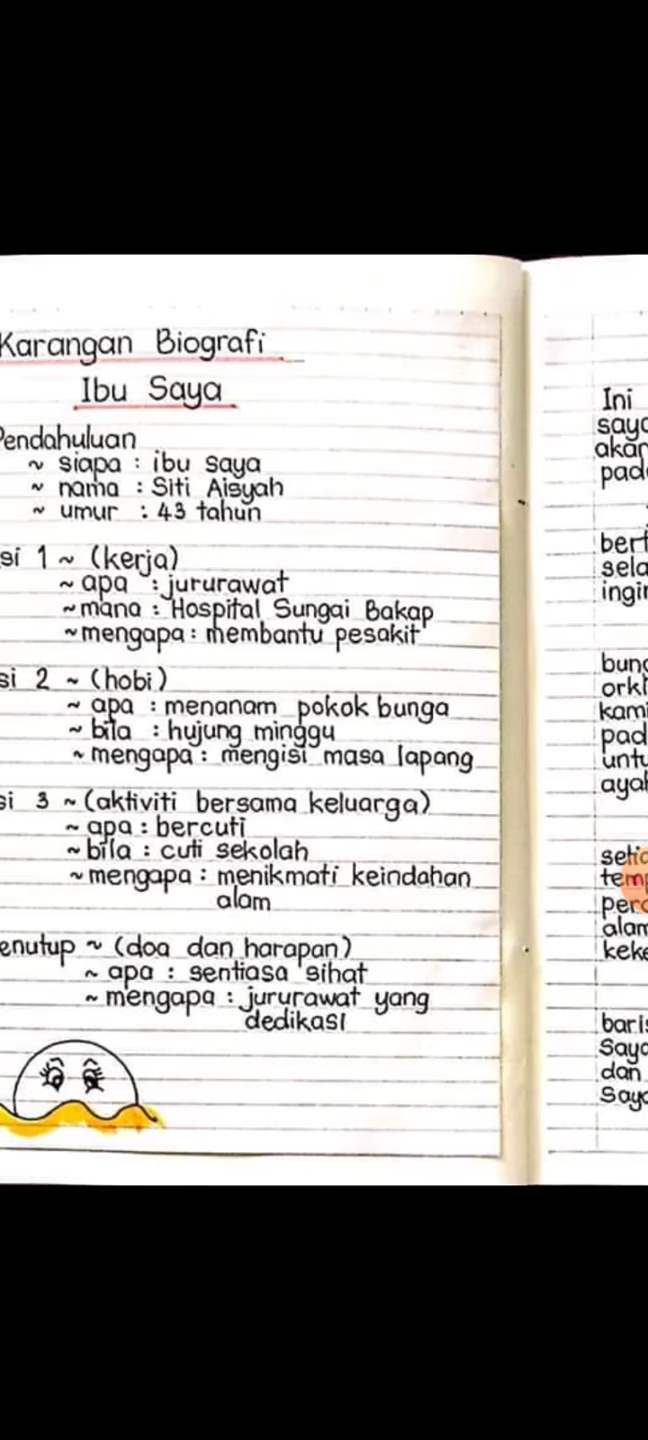 Karangan Biografi
Ibu Saya
Pendahuluan
~ siapa : ibu saya
~ nama : Siti Aisyah
~ umur : 43 tahun
si 1 ~ (kerja)
~ apa : jururawat
~ mana : Hospital Sungai Bakap
~ mengapa : membantu pesakit
si 2 ~ (hobi)
~ apa : menanam pokok bunga
~ bila : hujung minggu
~ mengapa : mengisi masa lapang
si 3 ~ (aktiviti bersama keluarga)
~ apa : bercuti
~ bila : cuti sekolah
~ mengapa : menikmati keindahan
alam
enutup ~ (doa dan harapan)
~ apa : sentiasa sihat
~ mengapa : jururawat yang
dedikasi
Ini
saya
akan
pada
bert
sela
ingin
bung
orki
kami
pad
untu
ayah
setia
temp
perc
alam
keke
baris
Saya
dan
Saya